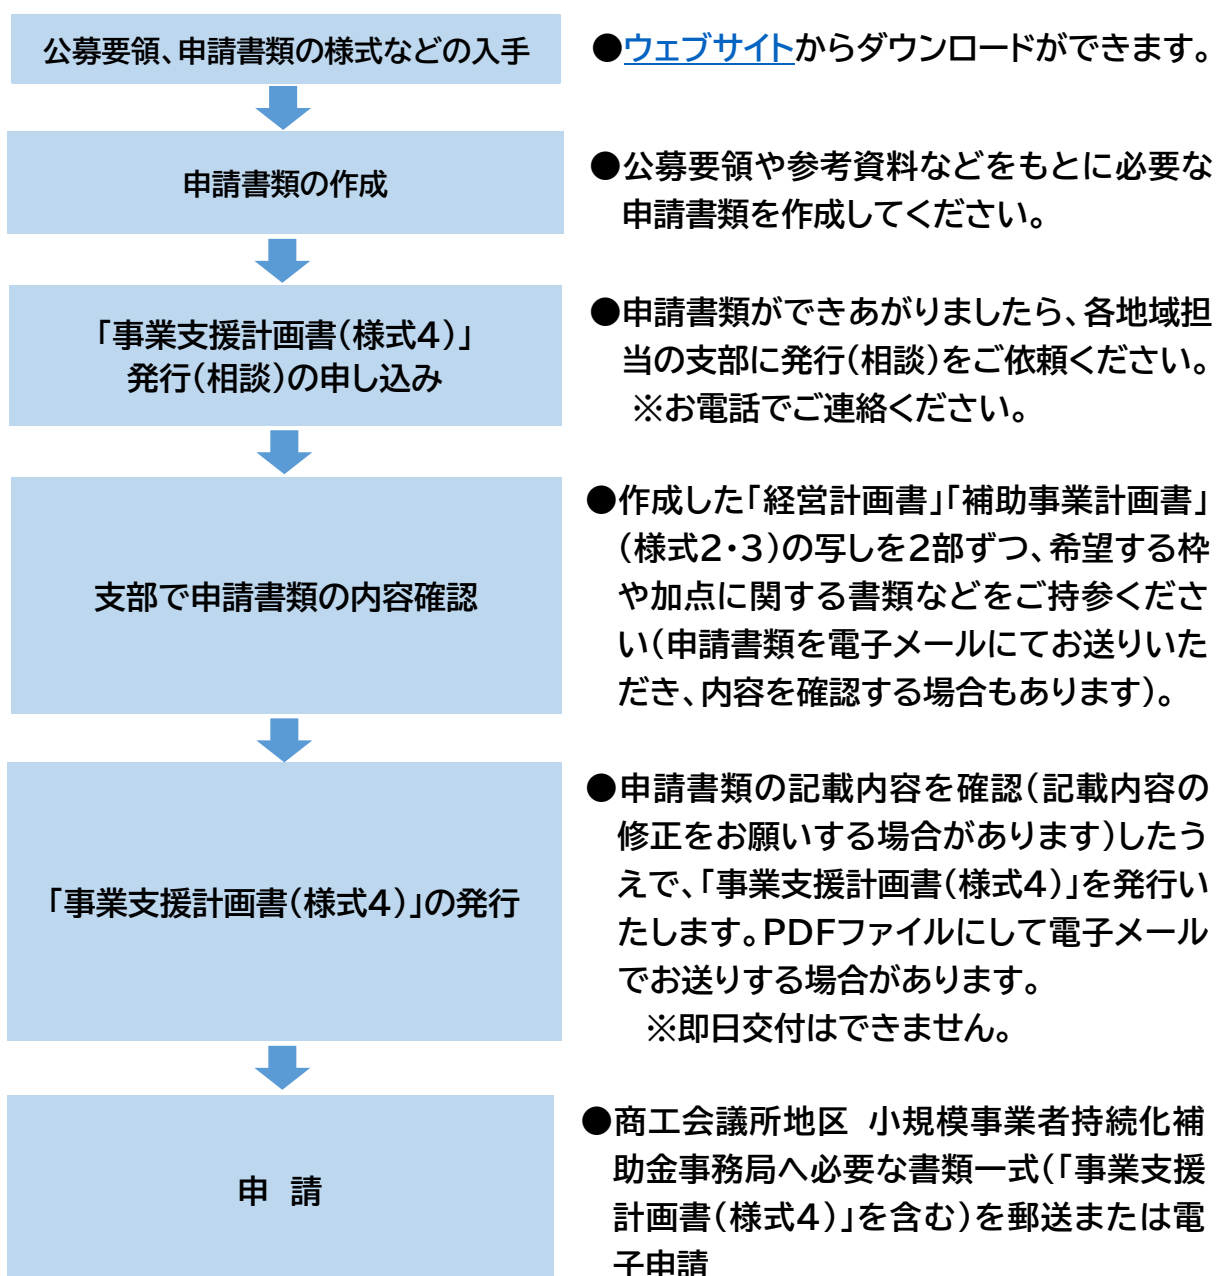 公募要領、申請書類の様式などの入手
●ウェブサイトからダウンロードができます。
申請書類の作成
●公募要領や参考資料などをもとに必要な
申請書類を作成してください。
「事業支援計画書(様式4)」
発行(相談)の申し込み
●申請書類ができあがりましたら、各地域担
当の支部に発行(相談)をご依頼ください。
※お電話でご連絡ください。
支部で申請書類の内容確認
●作成した「経営計画書」「補助事業計画書」
(様式2・3)の写しを2部ずつ、希望する枠
や加点に関する書類などをご持参くださ
い(申請書類を電子メールにてお送りいた
だき、内容を確認する場合もあります)。
「事業支援計画書(様式4)」の発行
●申請書類の記載内容を確認(記載内容の
修正をお願いする場合があります)したう
えで、「事業支援計画書(様式4)」を発行い
たします。PDFファイルにして電子メール
でお送りする場合があります。
※即日交付はできません。
申 請
●商工会議所地区 小規模事業者持続化補
助金事務局へ必要な書類一式(「事業支援
計画書(様式4)」を含む)を郵送または電
子申請